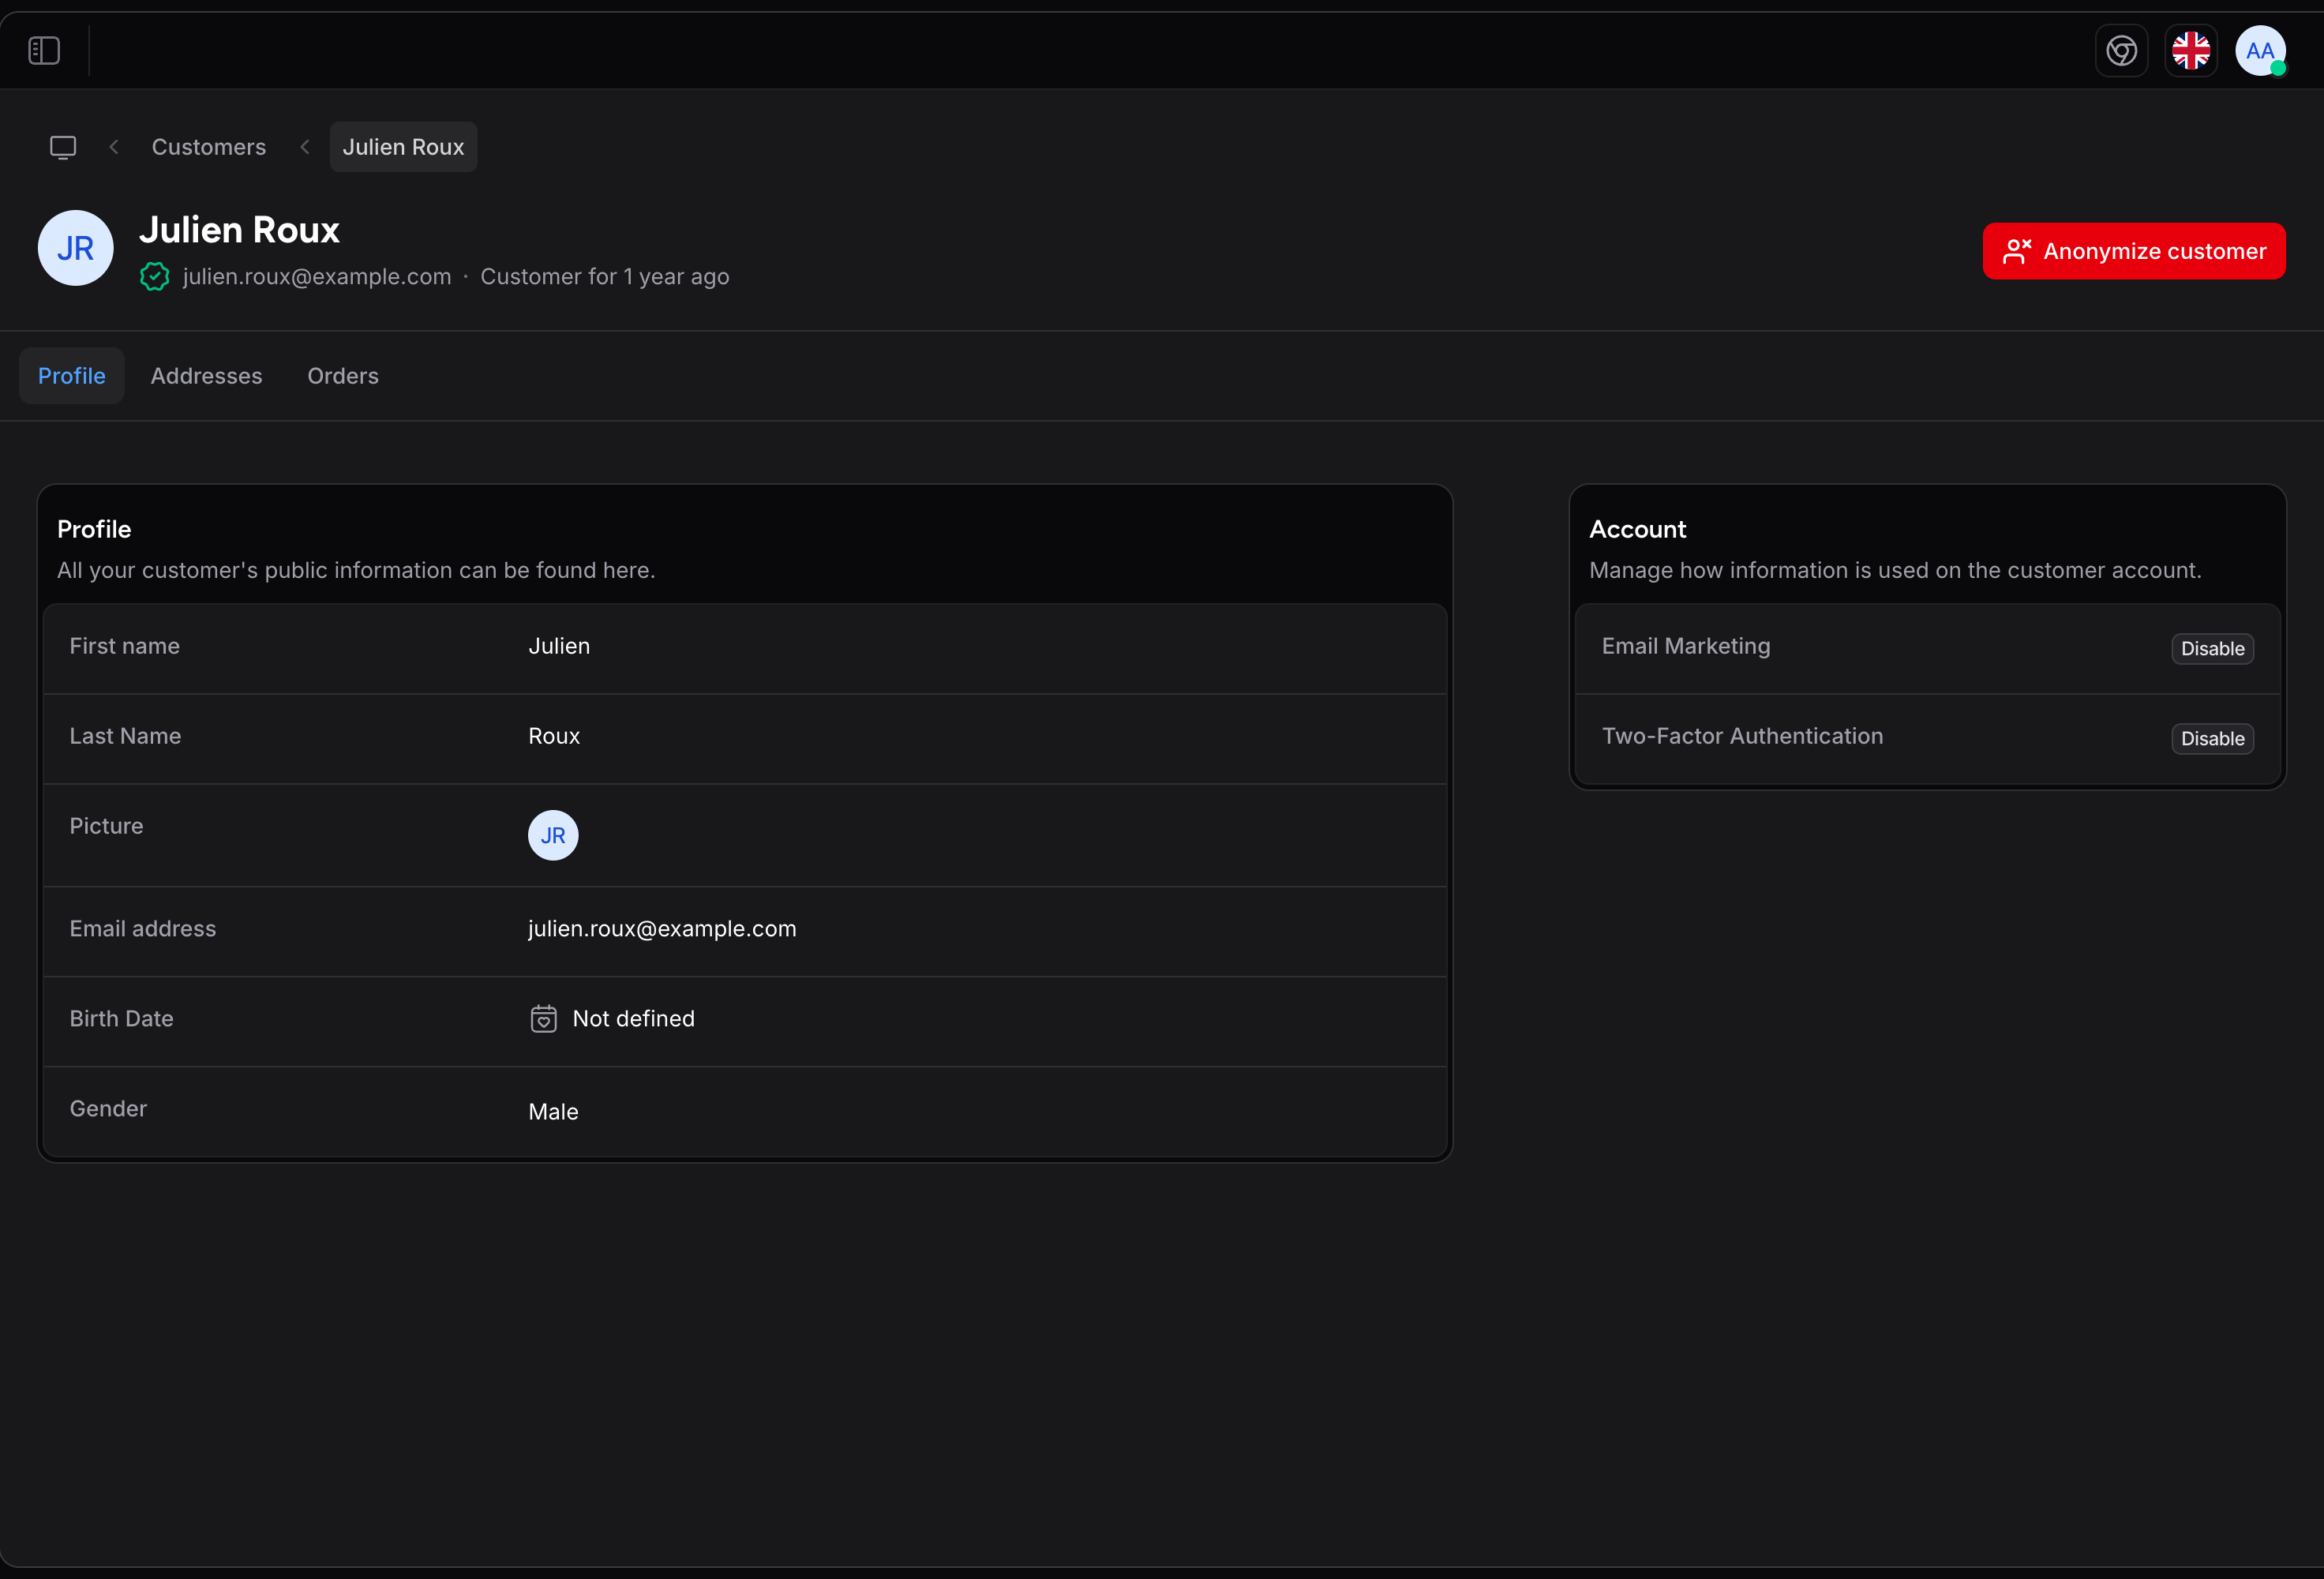 AA
Customers
Julien Roux
JR
Julien Roux
julien.roux@example.com · Customer for 1 year ago
Anonymize customer
Profile
Addresses
Orders
Profile
All your customer's public information can be found here.
First name
Julien
Last Name
Roux
Picture
JR
Email address
julien.roux@example.com
Birth Date
Not defined
Gender
Male
Account
Manage how information is used on the customer account.
Email Marketing
Disable
Two-Factor Authentication
Disable